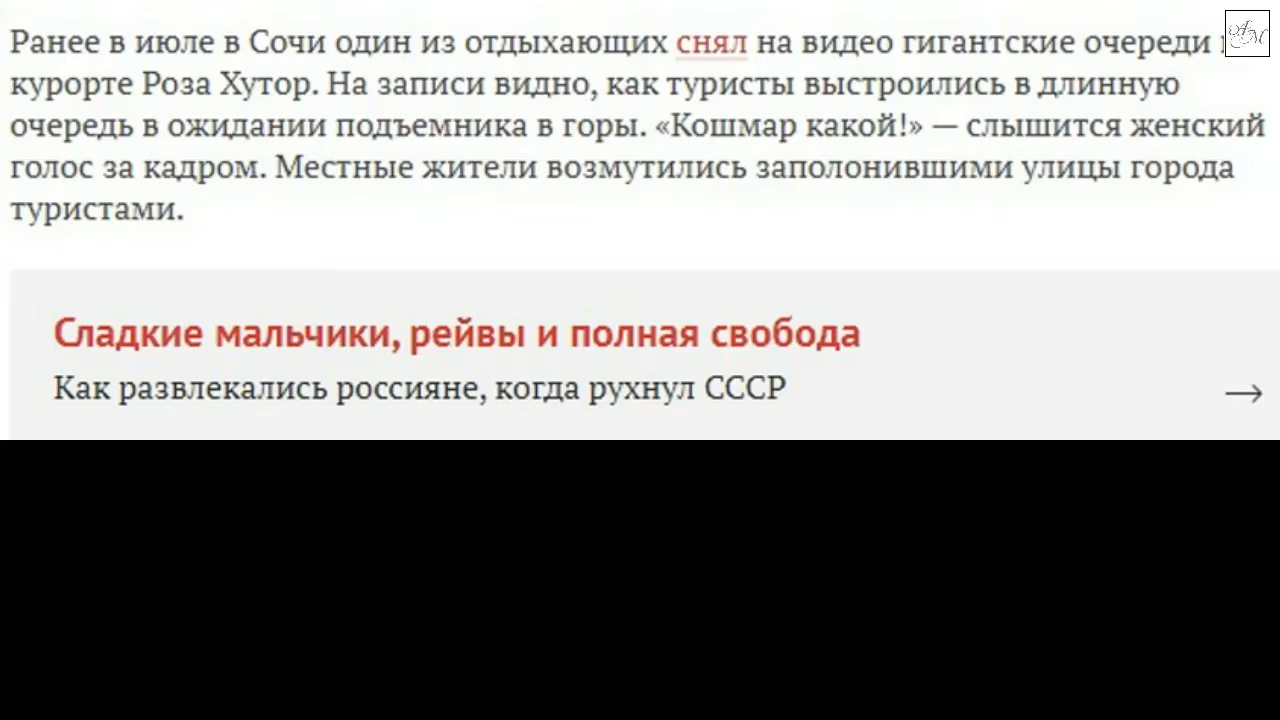 Ранее в июле в Сочи один из отдыхающих снял на видео гигантские очереди
курорте Роза Хутор. На записи видно, как туристы выстроились в длинную
очередь в ожидании подъемника в горы. «Кошмар какой!» — слышится женский
голос за кадром. Местные жители возмутились заполонившими улицы города
туристами.
Сладкие мальчики, рейвы и полная свобода
Как развлекались россияне, когда рухнул СССР
→